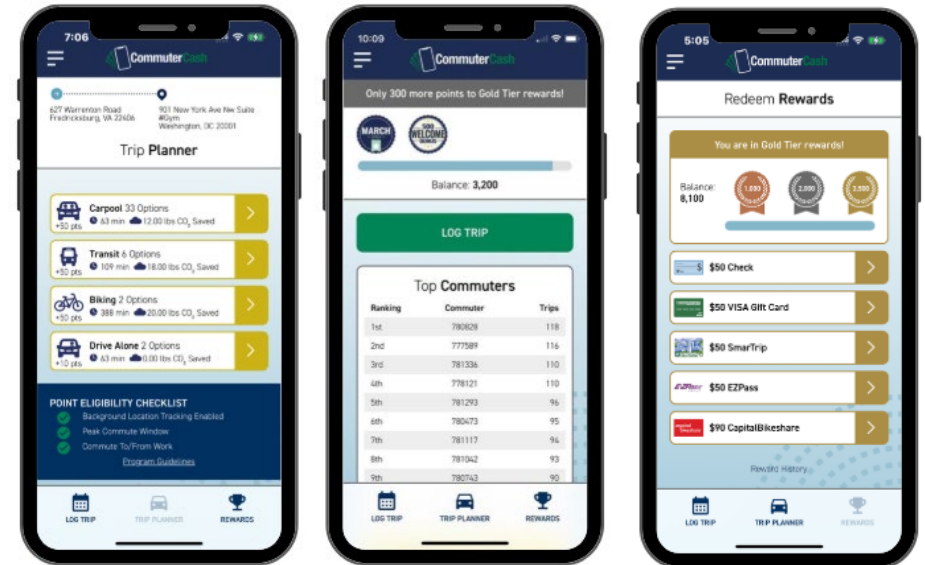 7:06
CommuterCash
627 Warrenton Road
Fredricksburg, VA 22406
901 New York Ave Nw Suite
#Gym
Washington, DC 20001
Trip Planner
Carpool 33 Options
+50 pts
63 min 12.00 lbs CO2 Saved
Transit 6 Options
+50 pts
109 min 18.00 lbs CO2 Saved
Biking 2 Options
+50 pts
388 min 20.00 lbs CO2 Saved
Drive Alone 2 Options
+10 pts
63 min 0.00 lbs CO2 Saved
POINT ELIGIBILITY CHECKLIST
Background Location Tracking Enabled
Peak Commute Window
Commute To/From Work
Program Guidelines
LOG TRIP TRIP PLANNER REWARDS
10:09
CommuterCash
Only 300 more points to Gold Tier rewards!
MARCH
500 WELCOME
Balance: 3,200
LOG TRIP
Top Commuters
Ranking Commuter Trips
1st 780828 118
2nd 777589 116
3rd 781336 110
4th 778121 110
5th 781293 96
6th 780473 95
7th 781117 94
8th 781042 93
9th 780743 90
LOG TRIP TRIP PLANNER REWARDS
5:05
CommuterCash
Redeem Rewards
You are in Gold Tier rewards!
Balance:
8,100
1,000 2,000 3,500
$50 Check
$50 VISA Gift Card
$50 SmarTrip
E-ZPass $50 EZPass
$90 CapitalBikeshare
Reward History
LOG TRIP TRIP PLANNER REWARDS